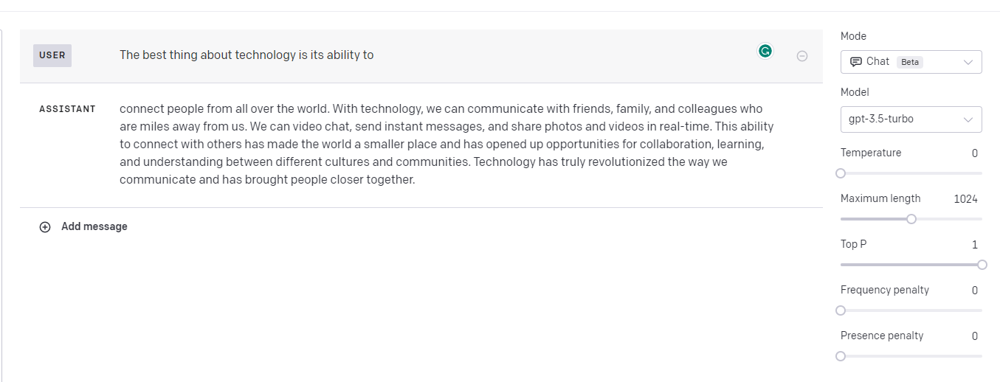 USER
The best thing about technology is its ability to
ASSISTANT
connect people from all over the world. With technology, we can communicate with friends, family, and colleagues who
are miles away from us. We can video chat, send instant messages, and share photos and videos in real-time. This ability
to connect with others has made the world a smaller place and has opened up opportunities for collaboration, learning,
and understanding between different cultures and communities. Technology has truly revolutionized the way we
communicate and has brought people closer together.
Add message
Mode
Chat Beta
Model
gpt-3.5-turbo
Temperature 0
Maximum length 1024
Top P 1
Frequency penalty 0
Presence penalty 0